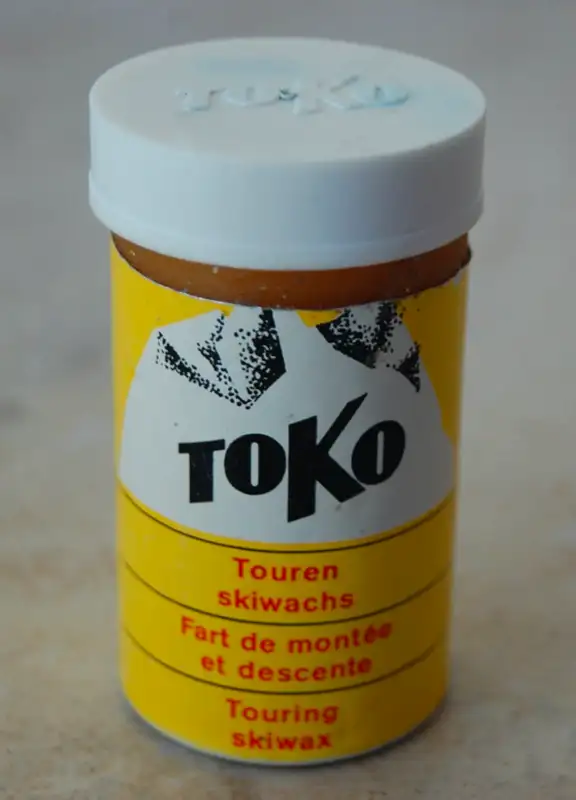 TOKO
TOKO
Touren
skiwachs
Fart de montée
et descente
Touring
skiwax